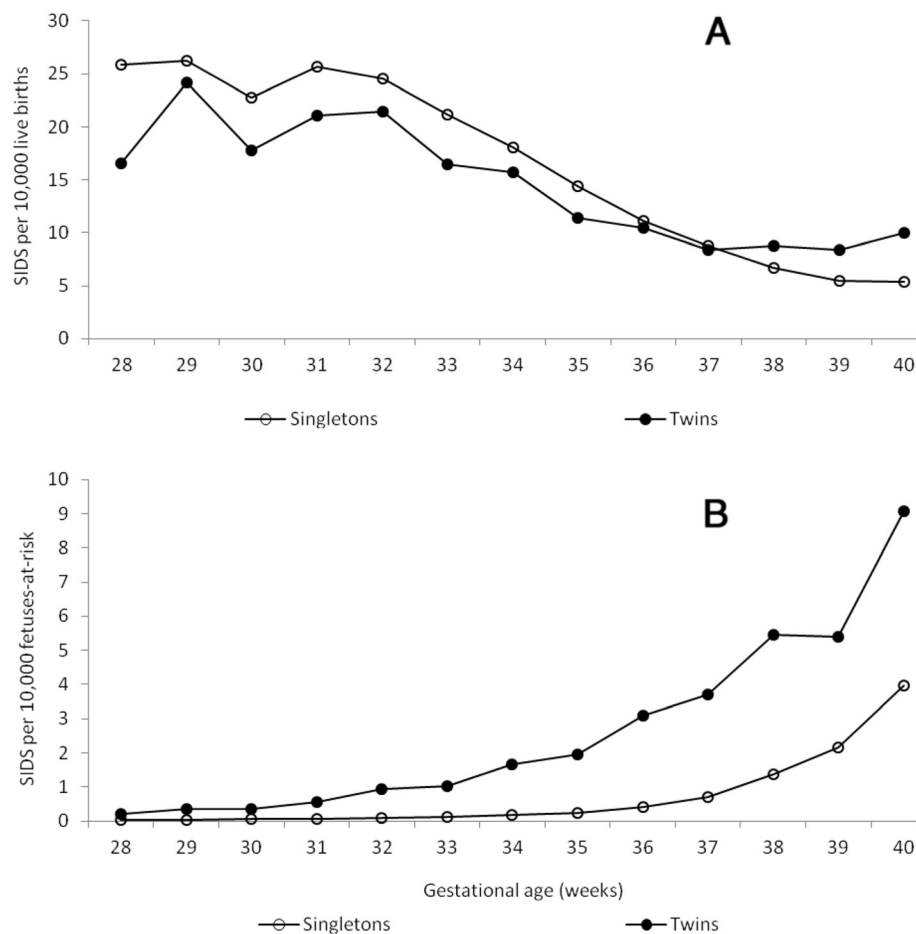 A
SIDS per 10,000 live births
30
25
20
15
10
5
0
28 29 30 31 32 33 34 35 36 37 38 39 40
Singletons Twins
B
SIDS per 10,000 fetuses-at-risk
10
9
8
7
6
5
4
3
2
1
0
28 29 30 31 32 33 34 35 36 37 38 39 40
Gestational age (weeks)
Singletons Twins